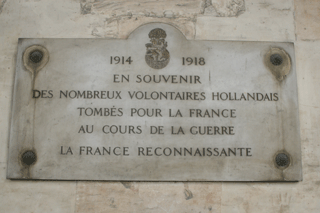 1914 1918
EN SOUVENIR
DES NOMBREUX VOLONTAIRES HOLLANDAIS
TOMBÉS POUR LA FRANCE
AU COURS DE LA GUERRE
LA FRANCE RECONNAISSANTE